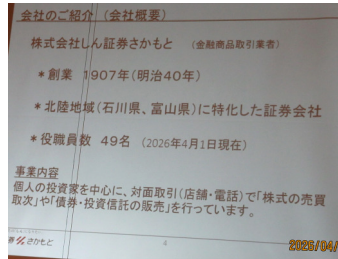 会社のご紹介（会社概要）
株式会社しん証券さかもと （金融商品取引業者）
＊創業 1907年（明治40年）
＊北陸地域（石川県、富山県）に特化した証券会社
＊役職員数 49名 （2026年4月1日現在）
事業内容
個人の投資家を中心に、対面取引（店舗・電話）で「株式の売買
取次」や「債券・投資信託の販売」を行っています。
券 さかもと
4
2026/04/